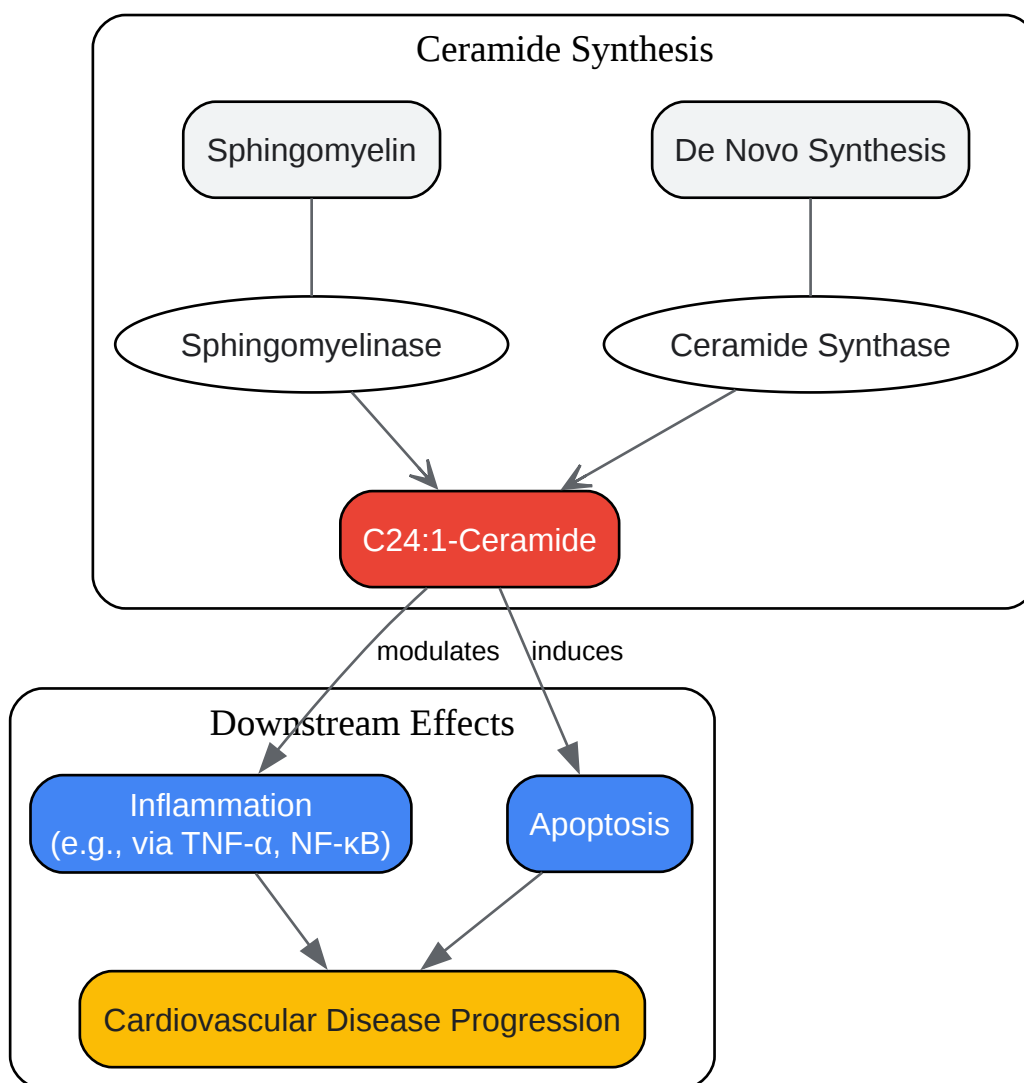 Ceramide Synthesis
Sphingomyelin
De Novo Synthesis
Sphingomyelinase
Ceramide Synthase
C24:1-Ceramide
modulates
induces
Downstream Effects
Inflammation
(e.g., via TNF-α, NF-κB)
Apoptosis
Cardiovascular Disease Progression